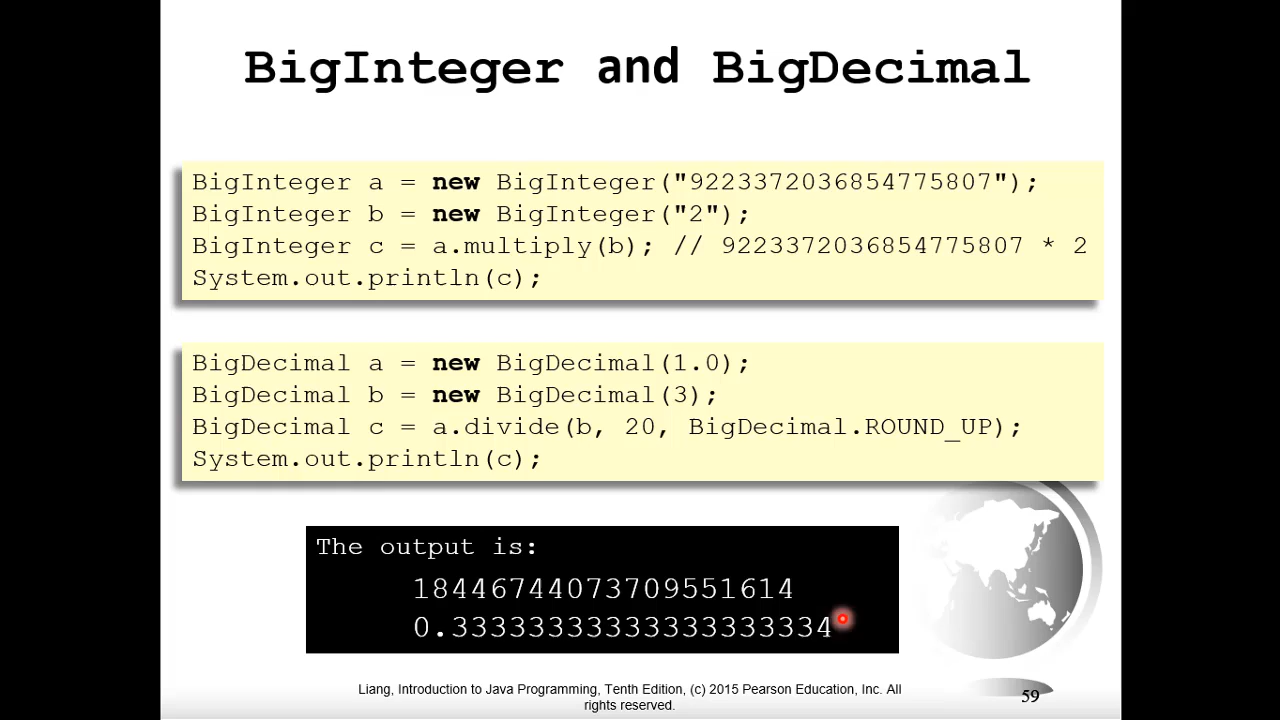 BigInteger and BigDecimal
BigInteger a = new BigInteger("9223372036854775807");
BigInteger b = new BigInteger("2");
BigInteger c = a.multiply(b); // 9223372036854775807 * 2
System.out.println(c);
BigDecimal a = new BigDecimal(1.0);
BigDecimal b = new BigDecimal(3);
BigDecimal c = a.divide(b, 20, BigDecimal.ROUND_UP);
System.out.println(c);
The output is:
18446744073709551614
0.33333333333333333334
Liang, Introduction to Java Programming, Tenth Edition, (c) 2015 Pearson Education, Inc. All
rights reserved.
59